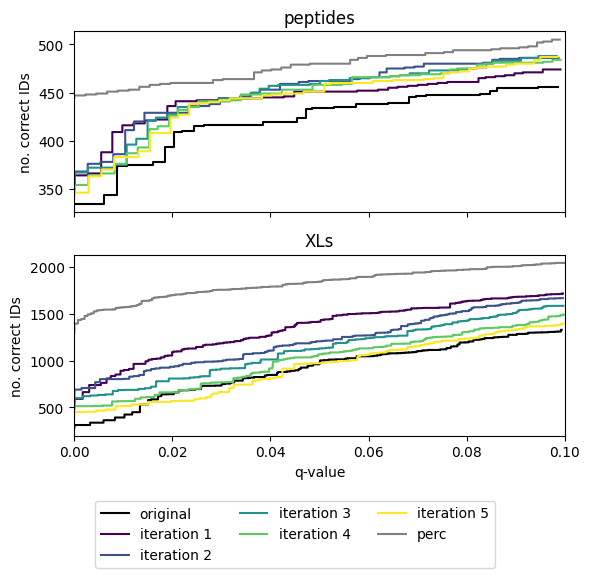 peptides
no. correct IDs
500
450
400
350
XLs
no. correct IDs
2000
1500
1000
500
0.00 0.02 0.04 0.06 0.08 0.10
q-value
original iteration 3 iteration 5
iteration 1 iteration 4 perc
iteration 2